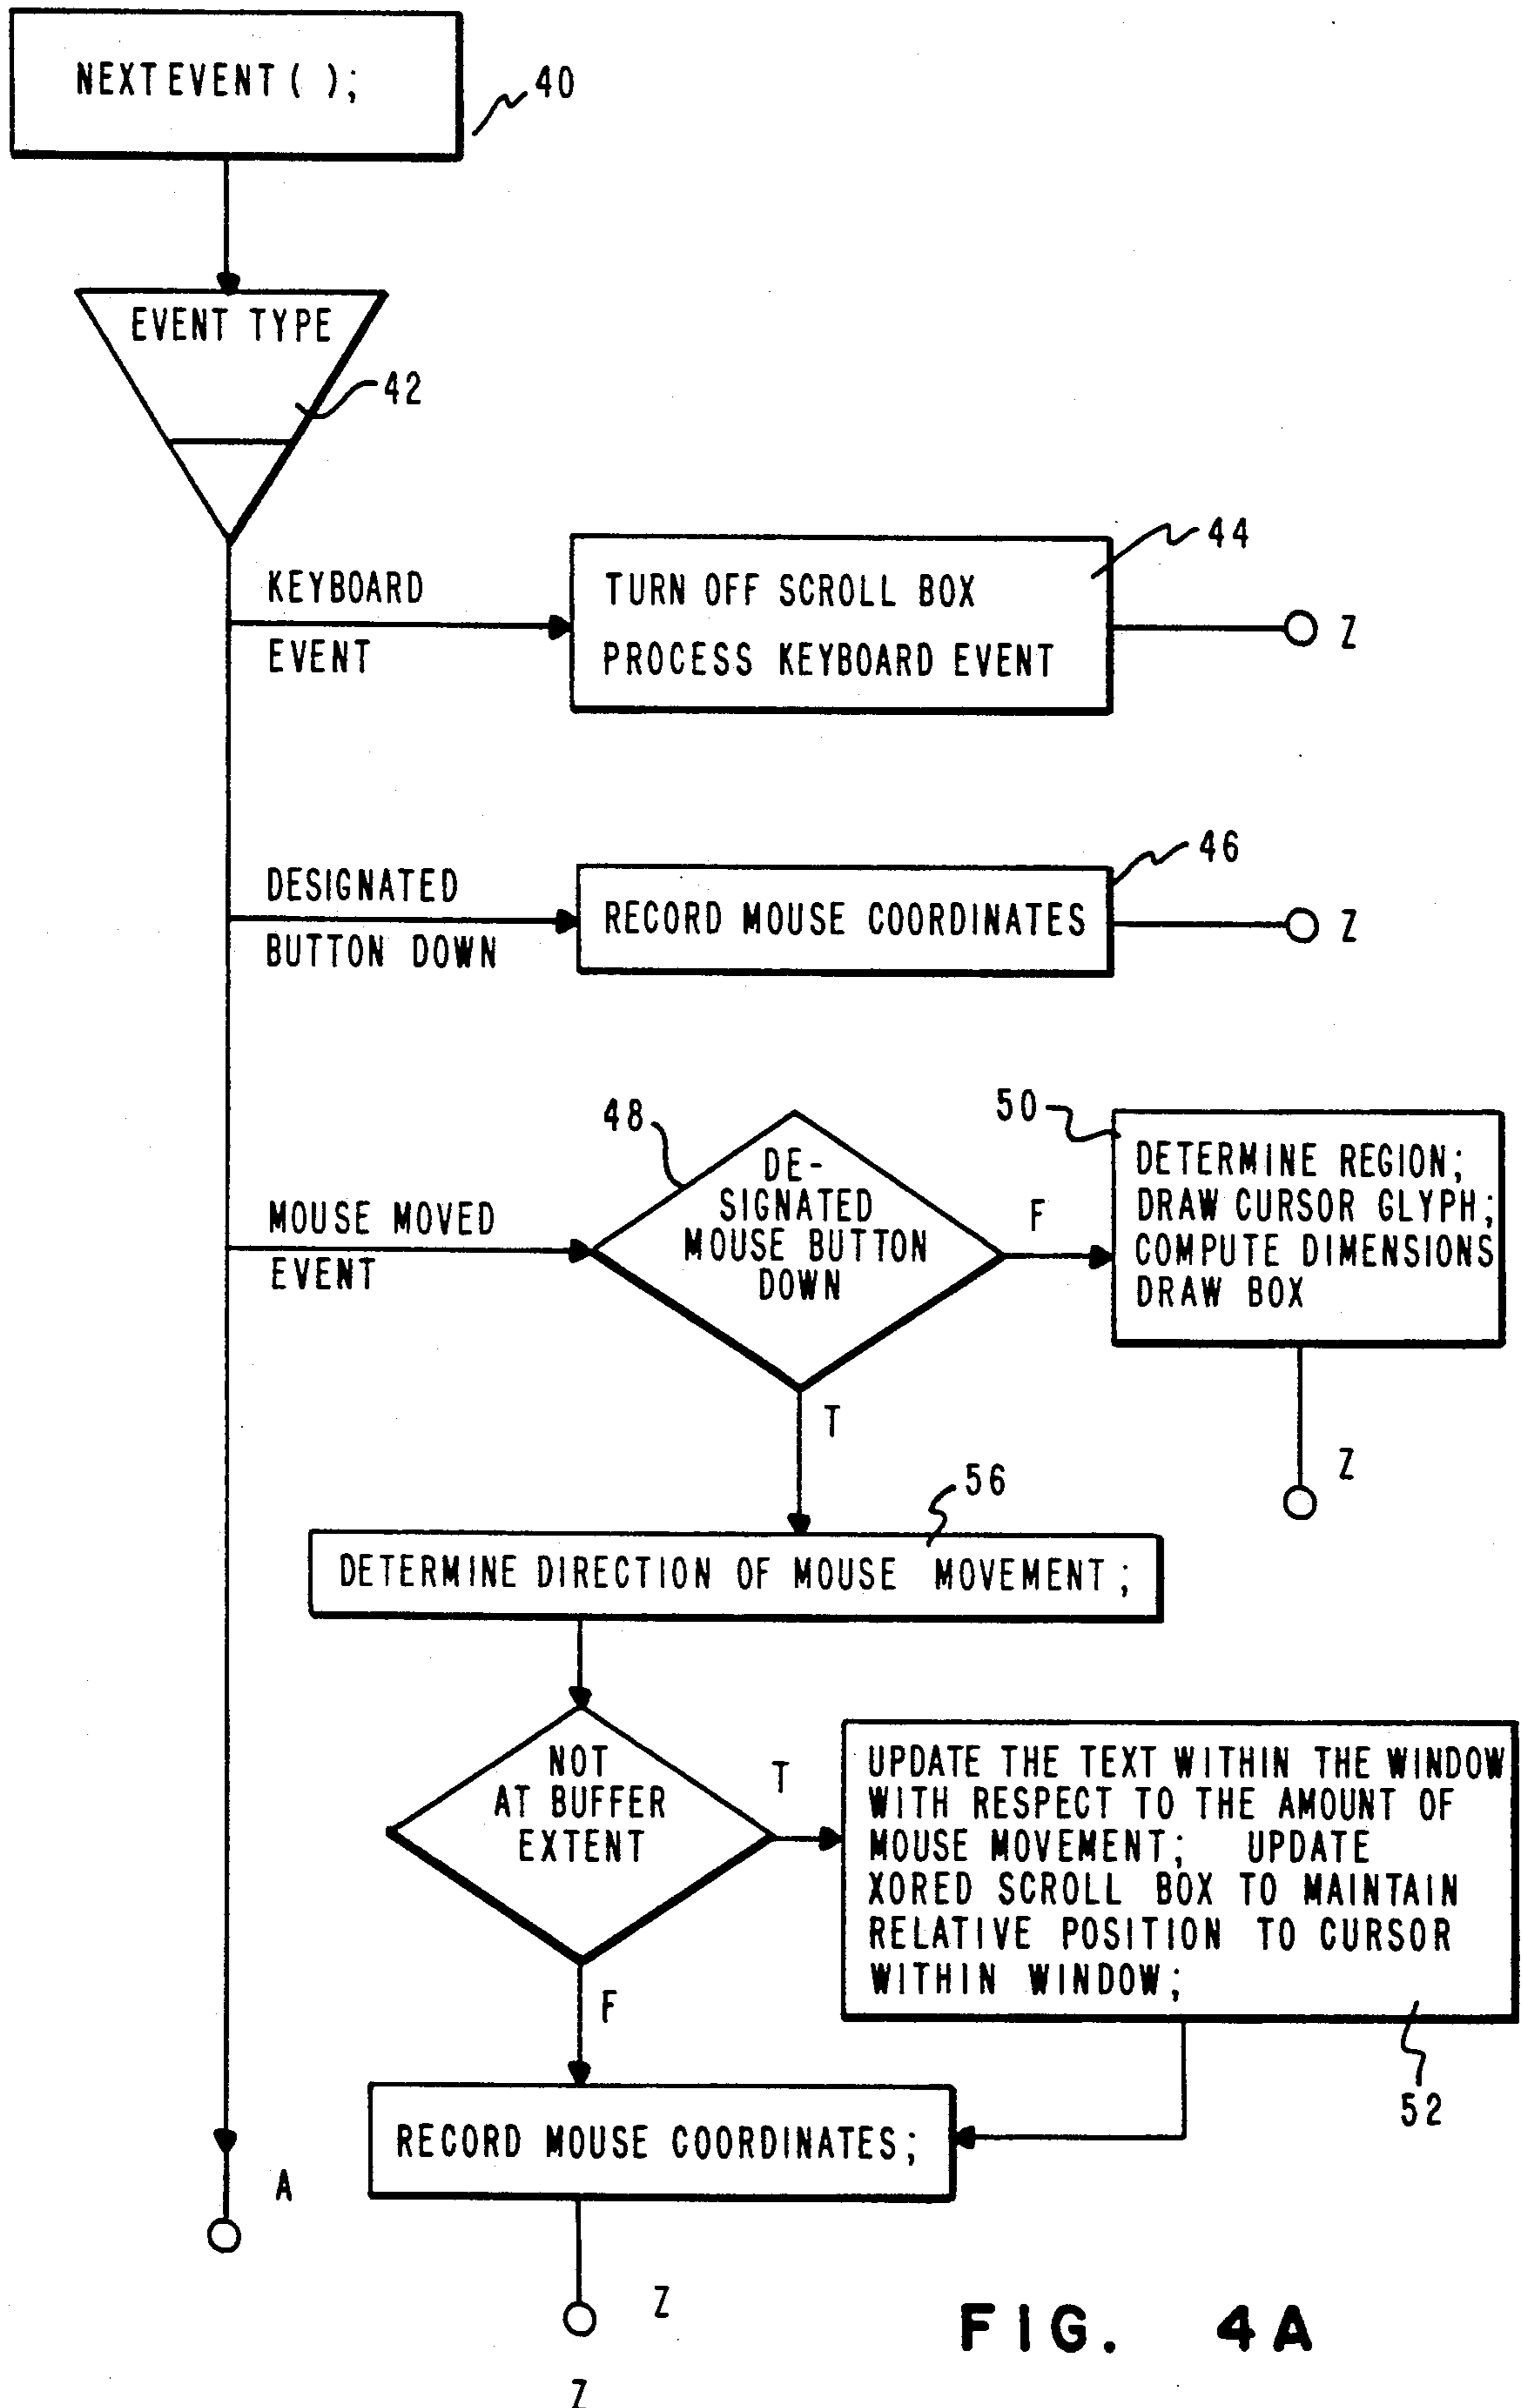 NEXTEVENT ( );
40
EVENT TYPE
42
KEYBOARD
EVENT
44
TURN OFF SCROLL BOX
PROCESS KEYBOARD EVENT
Z
DESIGNATED
BUTTON DOWN
46
RECORD MOUSE COORDINATES
Z
MOUSE MOVED
EVENT
48
DE-
SIGNATED
MOUSE BUTTON
DOWN
F
50
DETERMINE REGION;
DRAW CURSOR GLYPH;
COMPUTE DIMENSIONS
DRAW BOX
Z
T
56
DETERMINE DIRECTION OF MOUSE MOVEMENT;
NOT
AT BUFFER
EXTENT
T
UPDATE THE TEXT WITHIN THE WINDOW
WITH RESPECT TO THE AMOUNT OF
MOUSE MOVEMENT; UPDATE
XORED SCROLL BOX TO MAINTAIN
RELATIVE POSITION TO CURSOR
WITHIN WINDOW;
52
F
RECORD MOUSE COORDINATES;
A
Z
FIG. 4A
Z